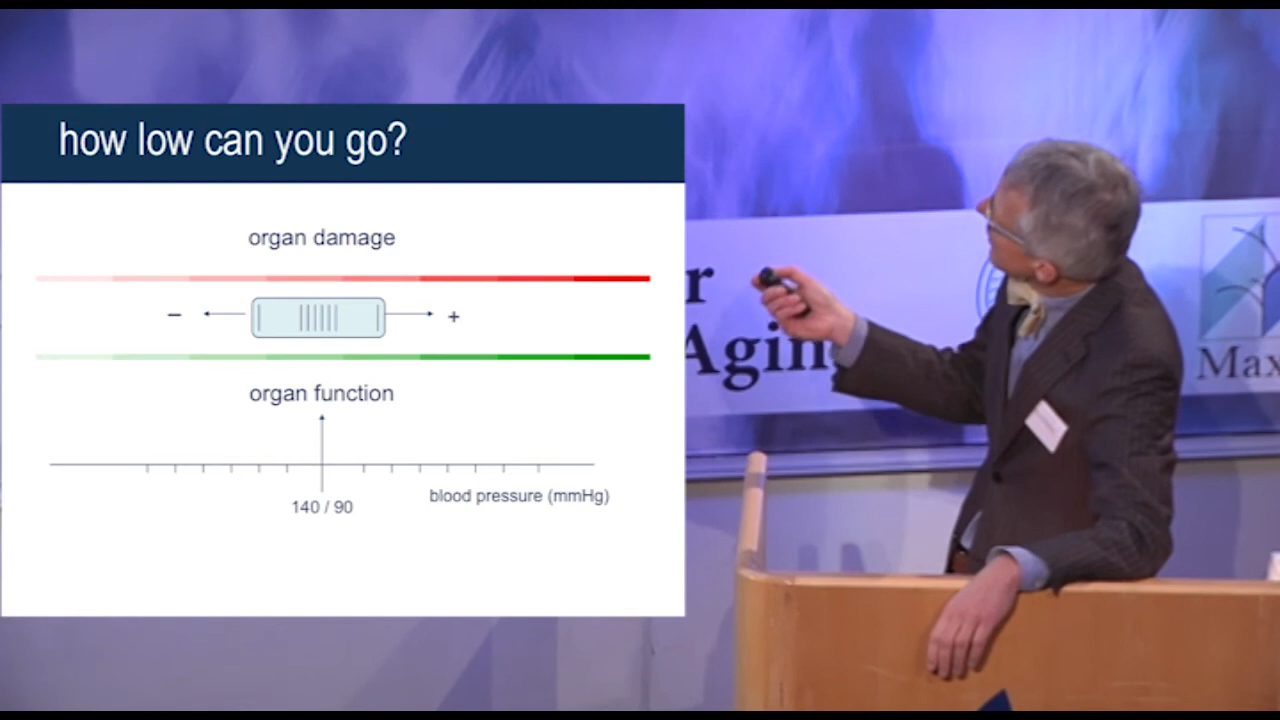 how low can you go?
organ damage
− +
organ function
140 / 90
blood pressure (mmHg)
r
Agin
Max